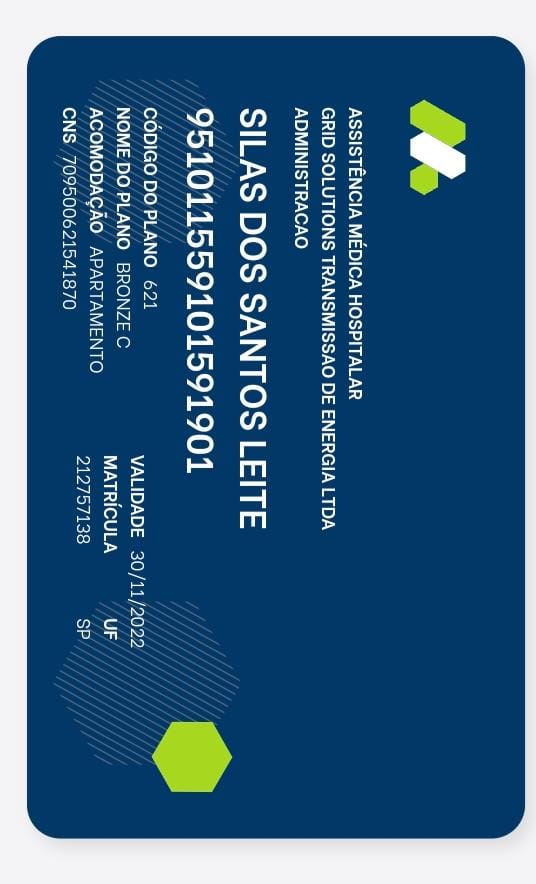 ASSISTÊNCIA MÉDICA HOSPITALAR
GRID SOLUTIONS TRANSMISSAO DE ENERGIA LTDA
ADMINISTRACAO
SILAS DOS SANTOS LEITE
951011559101591901
CÓDIGO DO PLANO 621
NOME DO PLANO BRONZE C
ACOMODAÇÃO APARTAMENTO
CNS 709500621541870
VALIDADE 30/11/2022
MATRÍCULA UF
212757138 SP